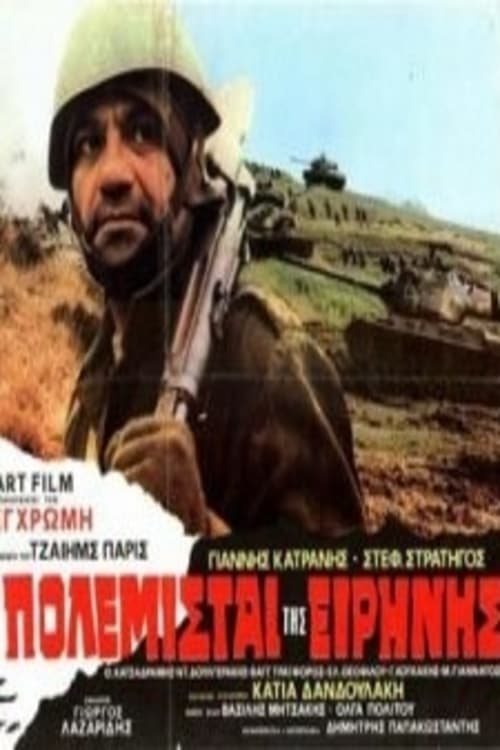 ART FILM
ΕΓΧΡΩΜΗ
ΤΖΑΙΗΜΣ ΠΑΡΙΣ
ΓΙΑΝΝΗΣ ΚΑΤΡΑΝΗΣ - ΣΤΕΦ. ΣΤΡΑΤΗΓΟΣ
ΠΟΛΕΜΙΣΤΑΙ ΤΗΣ ΕΙΡΗΝΗΣ
ΚΑΤΙΑ ΔΑΝΔΟΥΛΑΚΗ
ΓΙΩΡΓΟΣ
ΛΑΖΑΡΙΔΗΣ
ΒΑΣΙΛΗΣ ΜΗΤΣΑΚΗΣ - ΟΛΓΑ ΠΟΛΙΤΟΥ
ΔΗΜΗΤΡΗΣ ΠΑΠΑΚΩΣΤΑΝΤΗΣ